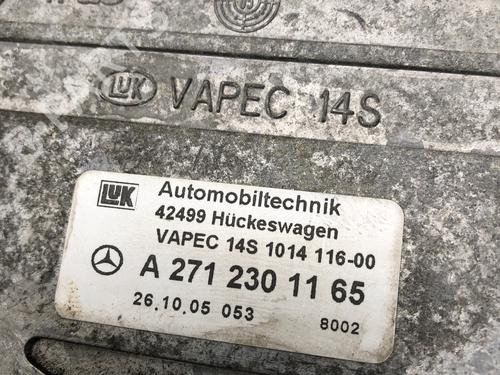 LUK VAPEC 14S
LUK Automobiltechnik
42499 Hückeswagen
VAPEC 14S 1014 116-00
A 271 230 11 65
26.10.05 053
8002